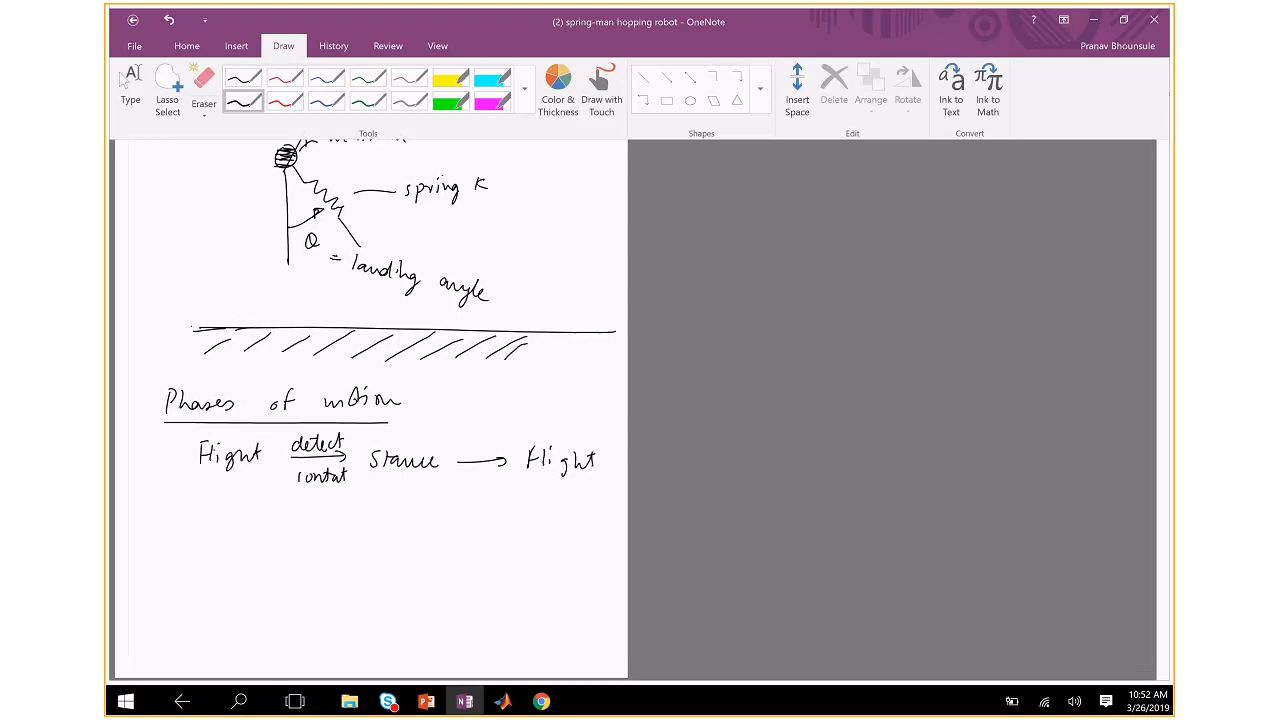 (2) spring-man hopping robot - OneNote
?
Pranav Bhounsule
File Home Insert Draw History Review View
Type
Lasso Select
Eraser
Color & Thickness
Draw with Touch
Insert Space
Delete
Arrange
Rotate
Ink to Text
Ink to Math
Tools
Shapes
Edit
Convert
spring K
θ
= landing angle
Phases of motion
Flight detect contat → Stance → Flight
10:52 AM
3/26/2019